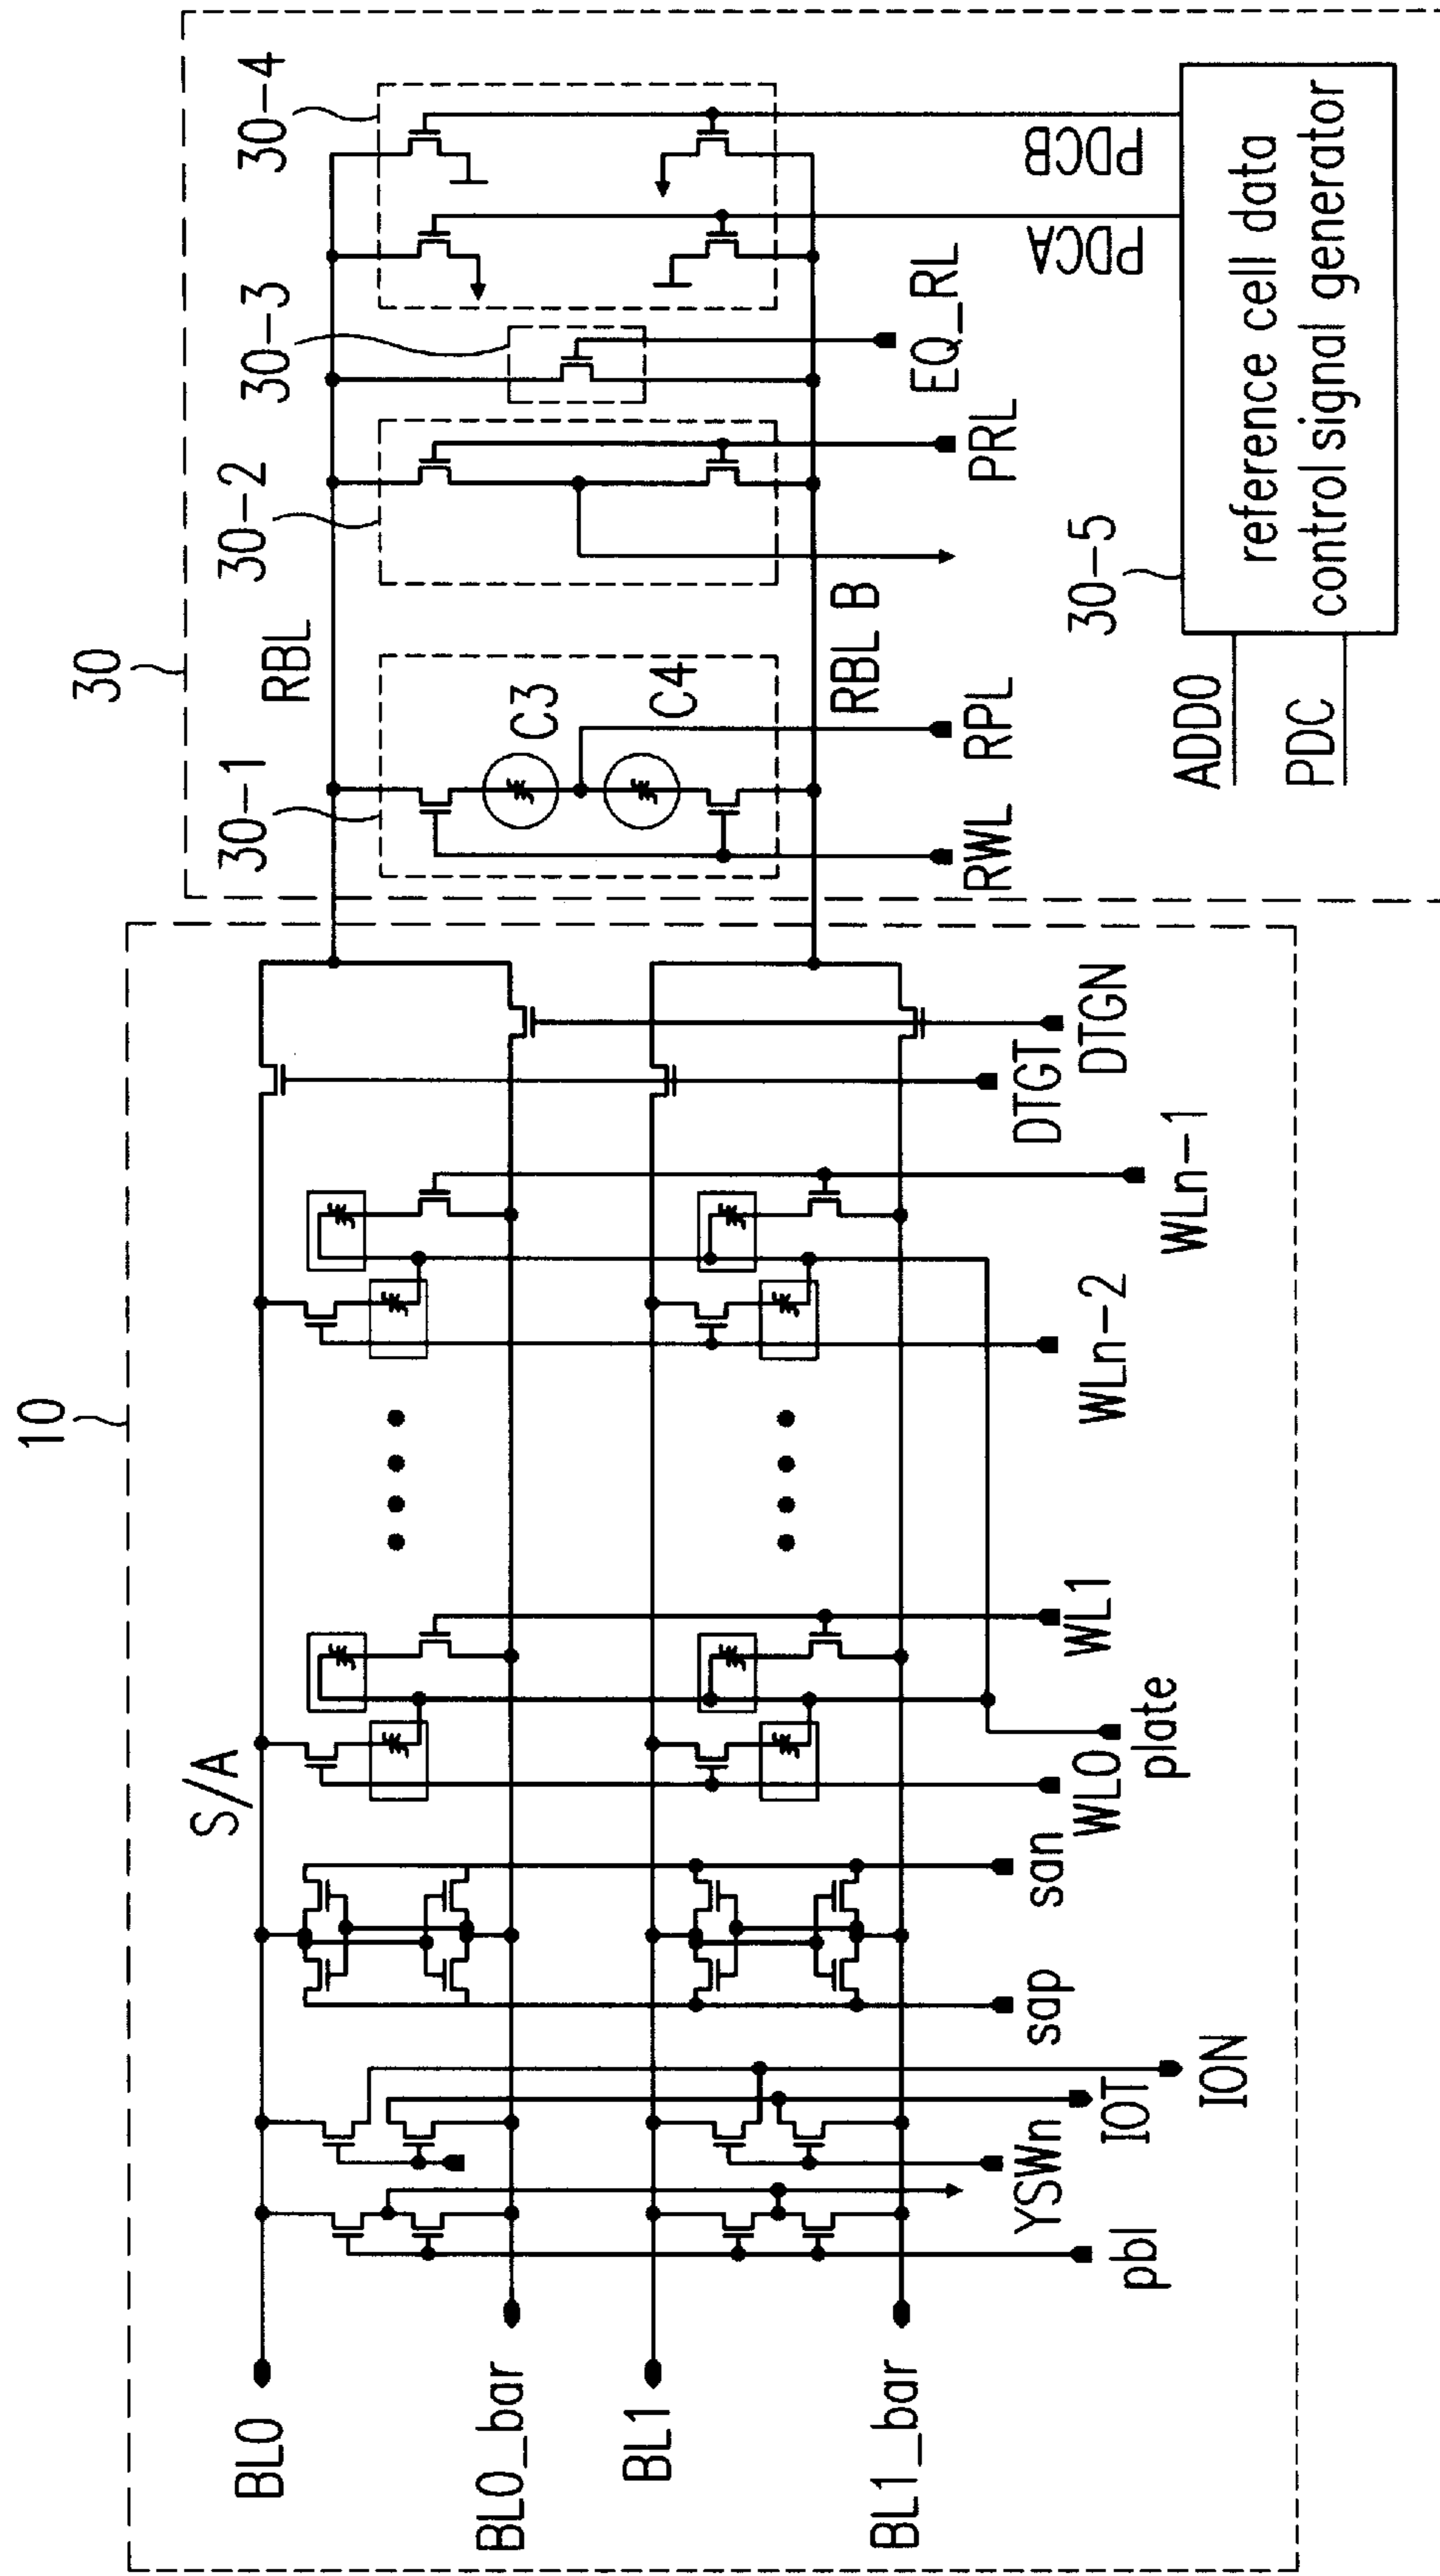 10
30
S/A
BL0
BL0_bar
BL1
BL1_bar
pbl
YSWn
IOT
ION
sap
san
WL0
plate
WL1
WLn-2
WLn-1
DTGT
DTGN
RBL
RBL B
30-1
C3
C4
RWL
RPL
30-2
PRL
30-3
EQ_RL
30-4
PDCA
PDCB
30-5
ADD0
PDC
reference cell data
control signal generator